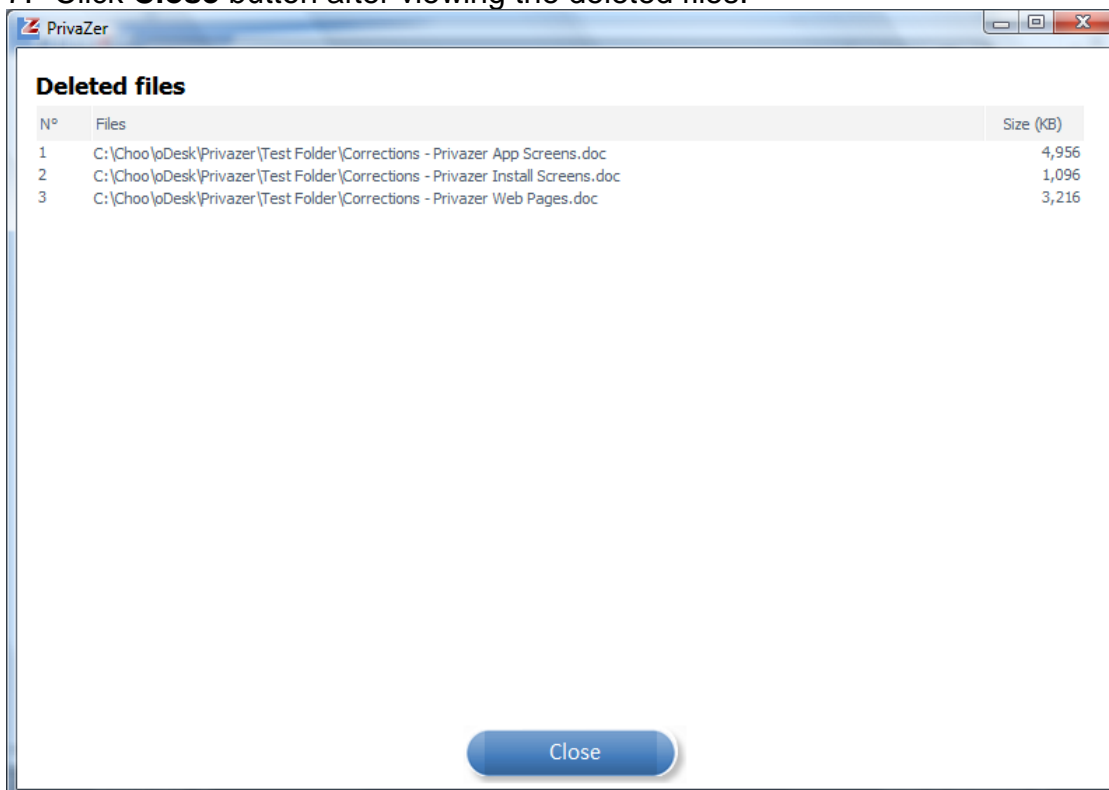 7. Click Close button after viewing the deleted files.
PrivaZer
Deleted files
N° Files Size (KB)
1 C:\Choo\oDesk\Privazer\Test Folder\Corrections - Privazer App Screens.doc 4,956
2 C:\Choo\oDesk\Privazer\Test Folder\Corrections - Privazer Install Screens.doc 1,096
3 C:\Choo\oDesk\Privazer\Test Folder\Corrections - Privazer Web Pages.doc 3,216
Close